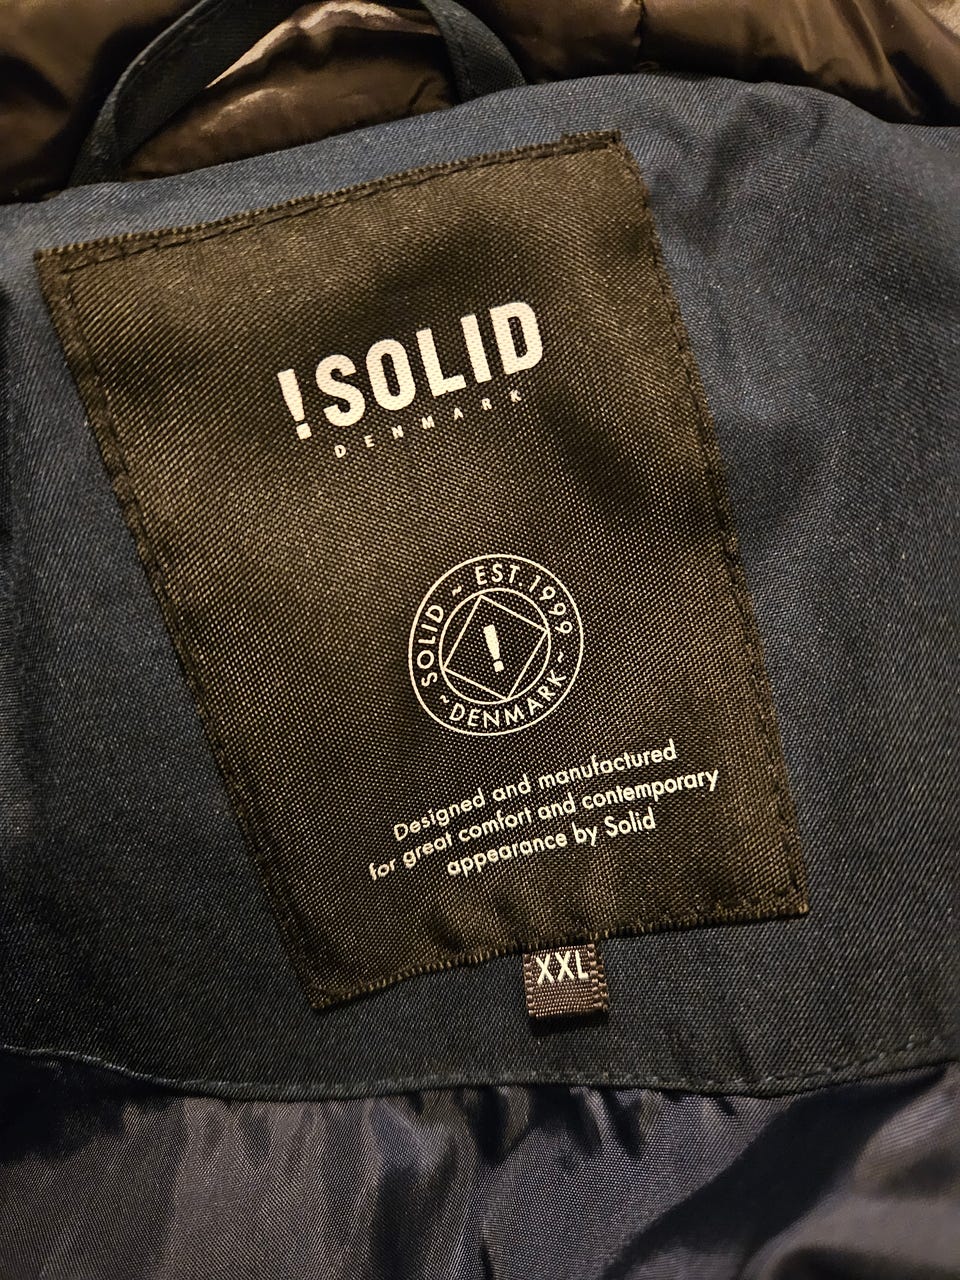 !SOLID
DENMARK
SOLID ~ EST. 1999 ~ DENMARK ~
!
Designed and manufactured
for great comfort and contemporary
appearance by Solid
XXL